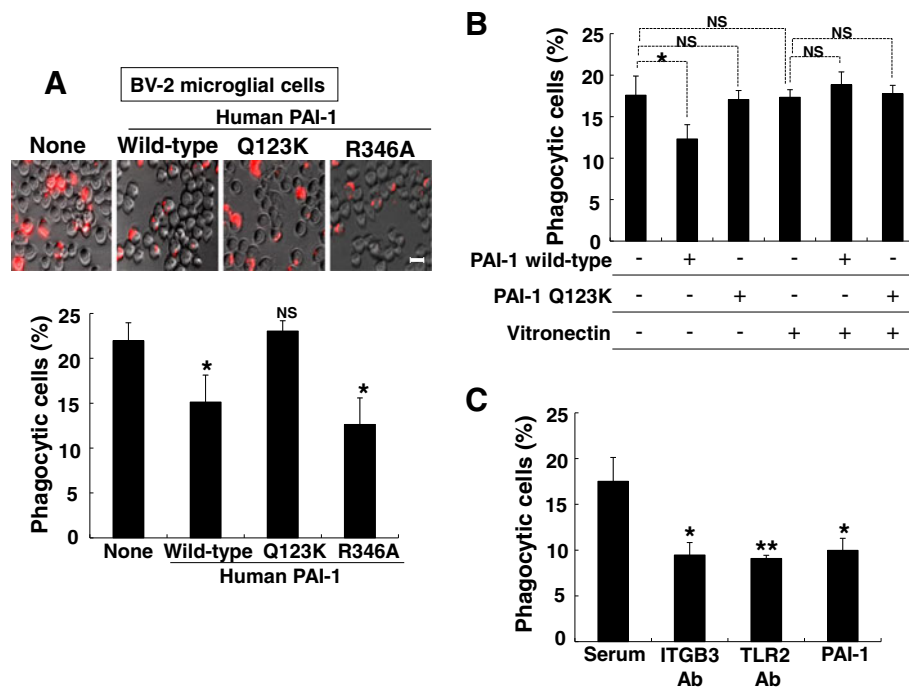 A
BV-2 microglial cells
Human PAI-1
None Wild-type Q123K R346A
Phagocytic cells (%)
25
20
15
10
5
0
* NS *
None Wild-type Q123K R346A
Human PAI-1
B
Phagocytic cells (%)
25
20
15
10
5
0
NS
NS
*
NS
NS
PAI-1 wild-type - + - - + -
PAI-1 Q123K - - + - - +
Vitronectin - - - + + +
C
Phagocytic cells (%)
25
20
15
10
5
0
* ** *
Serum ITGB3 Ab TLR2 Ab PAI-1